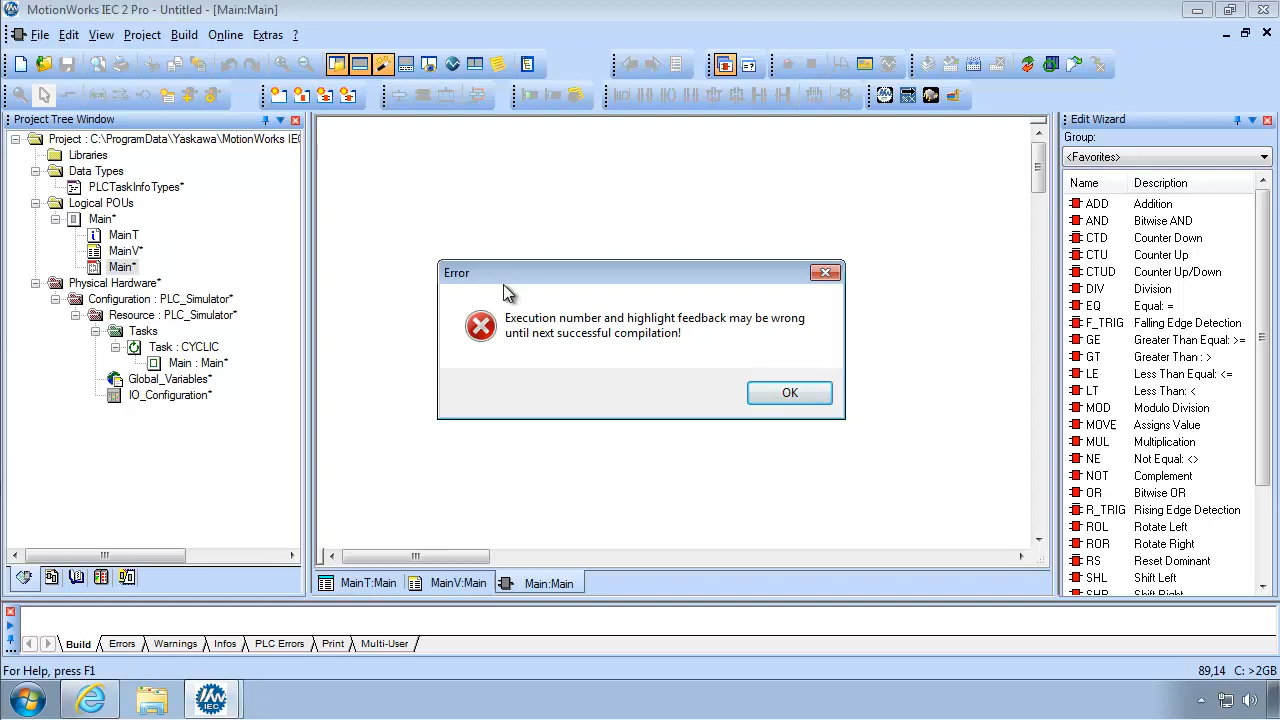 MotionWorks IEC 2 Pro - Untitled - [Main:Main]
File Edit View Project Build Online Extras ?
Project Tree Window
Project : C:\ProgramData\Yaskawa\MotionWorks IEC
Libraries
Data Types
PLCTaskInfoTypes*
Logical POUs
Main*
MainT
MainV*
Main*
Physical Hardware*
Configuration : PLC_Simulator*
Resource : PLC_Simulator*
Tasks
Task : CYCLIC
Main : Main*
Global_Variables*
IO_Configuration*
Error
Execution number and highlight feedback may be wrong
until next successful compilation!
OK
MainT:Main MainV:Main Main:Main
Edit Wizard
Group:
<Favorites>
Name Description
ADD Addition
AND Bitwise AND
CTD Counter Down
CTU Counter Up
CTUD Counter Up/Down
DIV Division
EQ Equal: =
F_TRIG Falling Edge Detection
GE Greater Than Equal: >=
GT Greater Than : >
LE Less Than Equal: <=
LT Less Than: <
MOD Modulo Division
MOVE Assigns Value
MUL Multiplication
NE Not Equal: <>
NOT Complement
OR Bitwise OR
R_TRIG Rising Edge Detection
ROL Rotate Left
ROR Rotate Right
RS Reset Dominant
SHL Shift Left
SHR Shift Right
Build Errors Warnings Infos PLC Errors Print Multi-User
For Help, press F1
89,14 C: >2GB
IEC